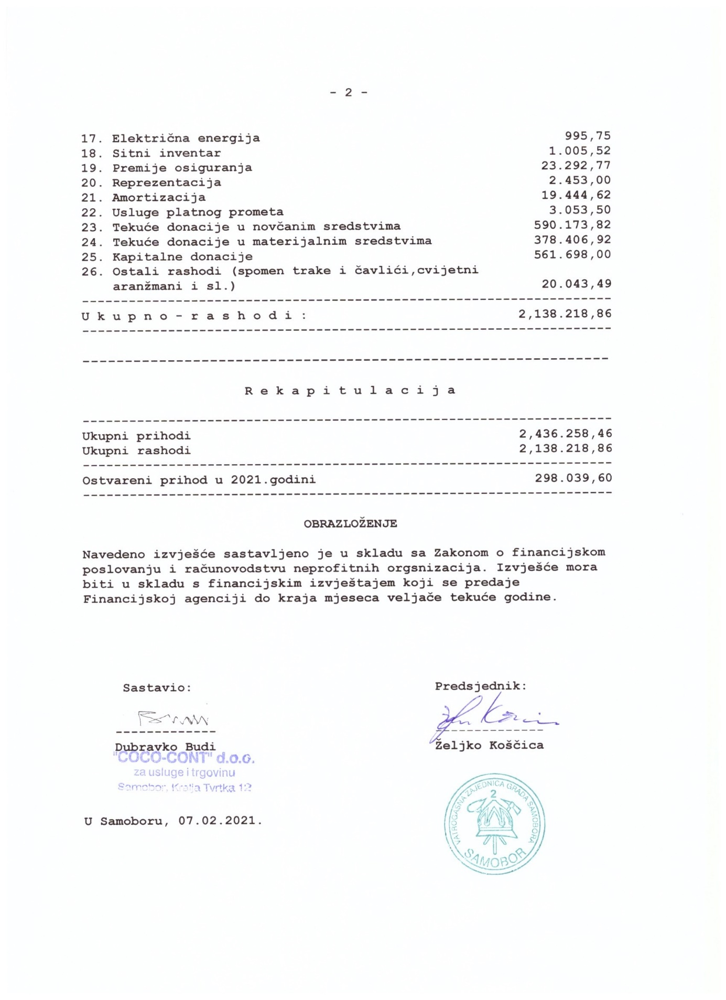 - 2 -
17. Električna energija 995,75
18. Sitni inventar 1.005,52
19. Premije osiguranja 23.292,77
20. Reprezentacija 2.453,00
21. Amortizacija 19.444,62
22. Usluge platnog prometa 3.053,50
23. Tekuće donacije u novčanim sredstvima 590.173,82
24. Tekuće donacije u materijalnim sredstvima 378.406,92
25. Kapitalne donacije 561.698,00
26. Ostali rashodi (spomen trake i čavlići,cvijetni
aranžmani i sl.) 20.043,49
U k u p n o - r a s h o d i : 2,138.218,86
R e k a p i t u l a c i j a
Ukupni prihodi 2,436.258,46
Ukupni rashodi 2,138.218,86
Ostvareni prihod u 2021.godini 298.039,60
OBRAZLOŽENJE
Navedeno izvješće sastavljeno je u skladu sa Zakonom o financijskom
poslovanju i računovodstvu neprofitnih orgsnizacija. Izvješće mora
biti u skladu s financijskim izvještajem koji se predaje
Financijskoj agenciji do kraja mjeseca veljače tekuće godine.
Sastavio: Predsjednik:
Dubravko Budi Željko Koščica
"COCO-CONT" d.o.o.
za usluge i trgovinu
Samobor, Kralja Tvrtka 12
U Samoboru, 07.02.2021.
VATROGASNA ZAJEDNICA GRADA SAMOBORA
2
SAMOBOR